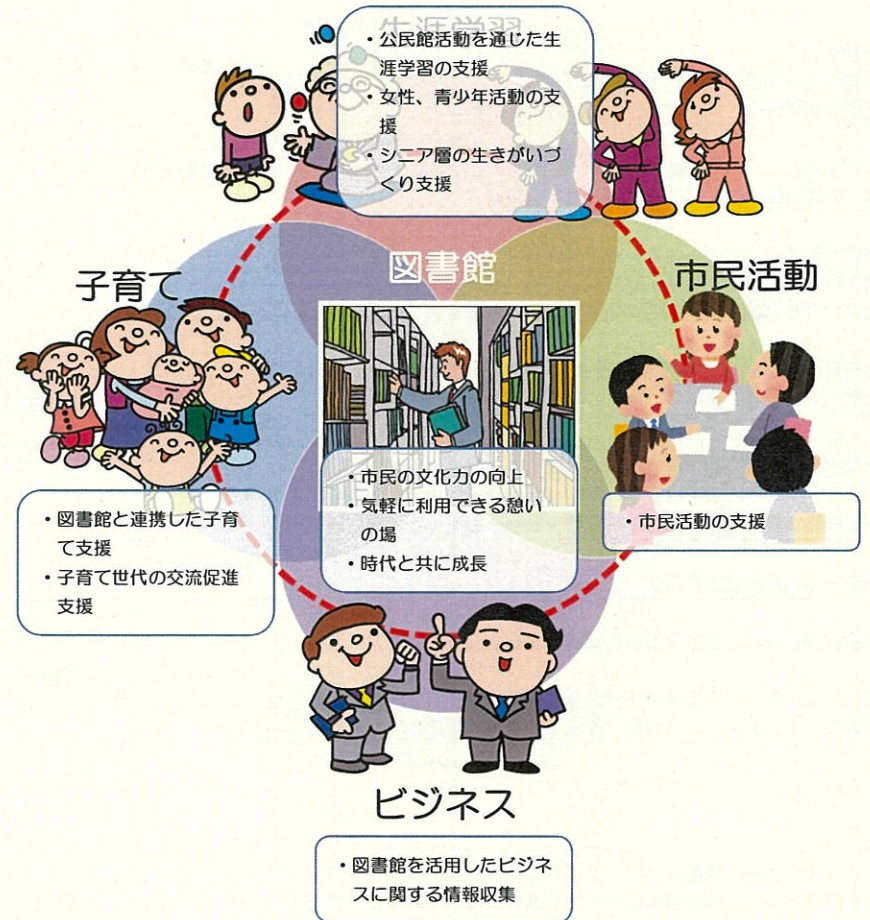 生涯学習
・公民館活動を通じた生
涯学習の支援
・女性、青少年活動の支
援
・シニア層の生きがいづ
くり支援
図書館
子育て
市民活動
・市民の文化力の向上
・気軽に利用できる憩い
の場
・時代と共に成長
・図書館と連携した子育
て支援
・子育て世代の交流促進
支援
・市民活動の支援
ビジネス
・図書館を活用したビジネ
スに関する情報収集